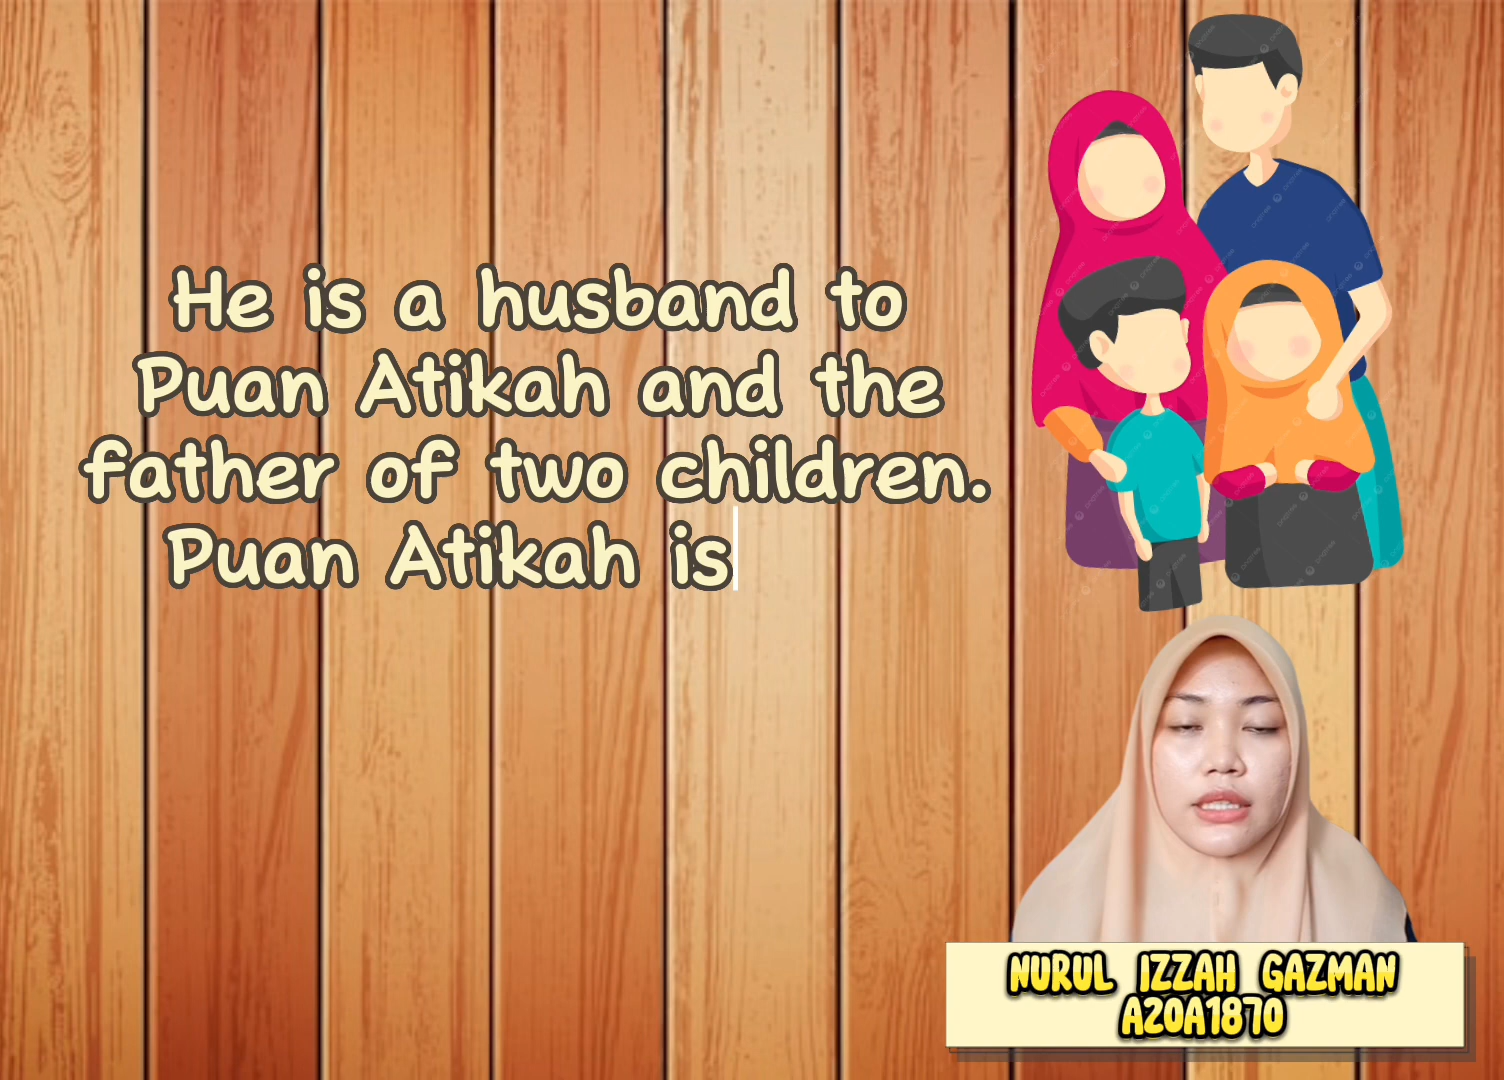 He is a husband to
Puan Atikah and the
father of two children.
Puan Atikah is
NURUL IZZAH GAZMAN
A20A1870